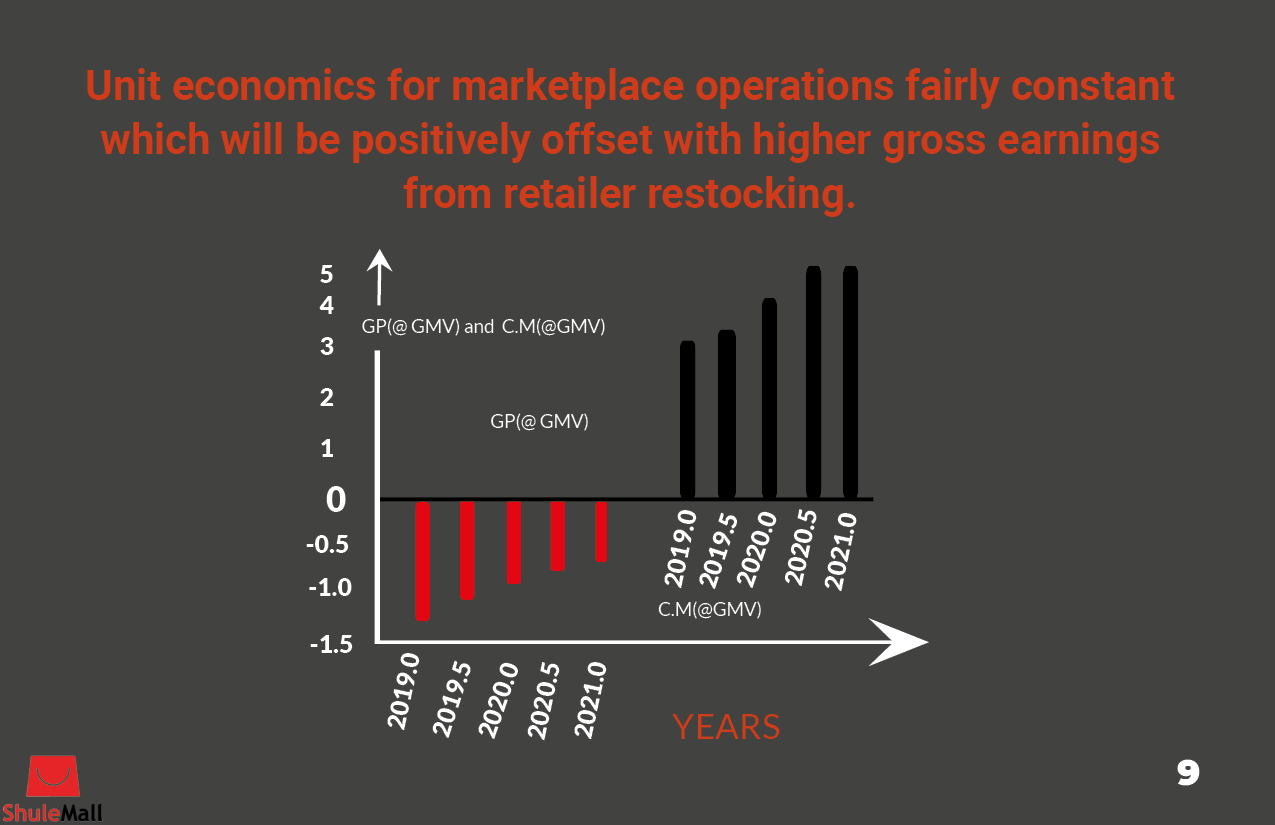 Unit economics for marketplace operations fairly constant
which will be positively offset with higher gross earnings
from retailer restocking.
5
4
GP(@ GMV) and C.M(@GMV)
3
2
GP(@ GMV)
1
0
-0.5
-1.0
-1.5
2019.0
2019.5
2020.0
2020.5
2021.0
C.M(@GMV)
2019.0
2019.5
2020.0
2020.5
2021.0
YEARS
ShuleMall
9